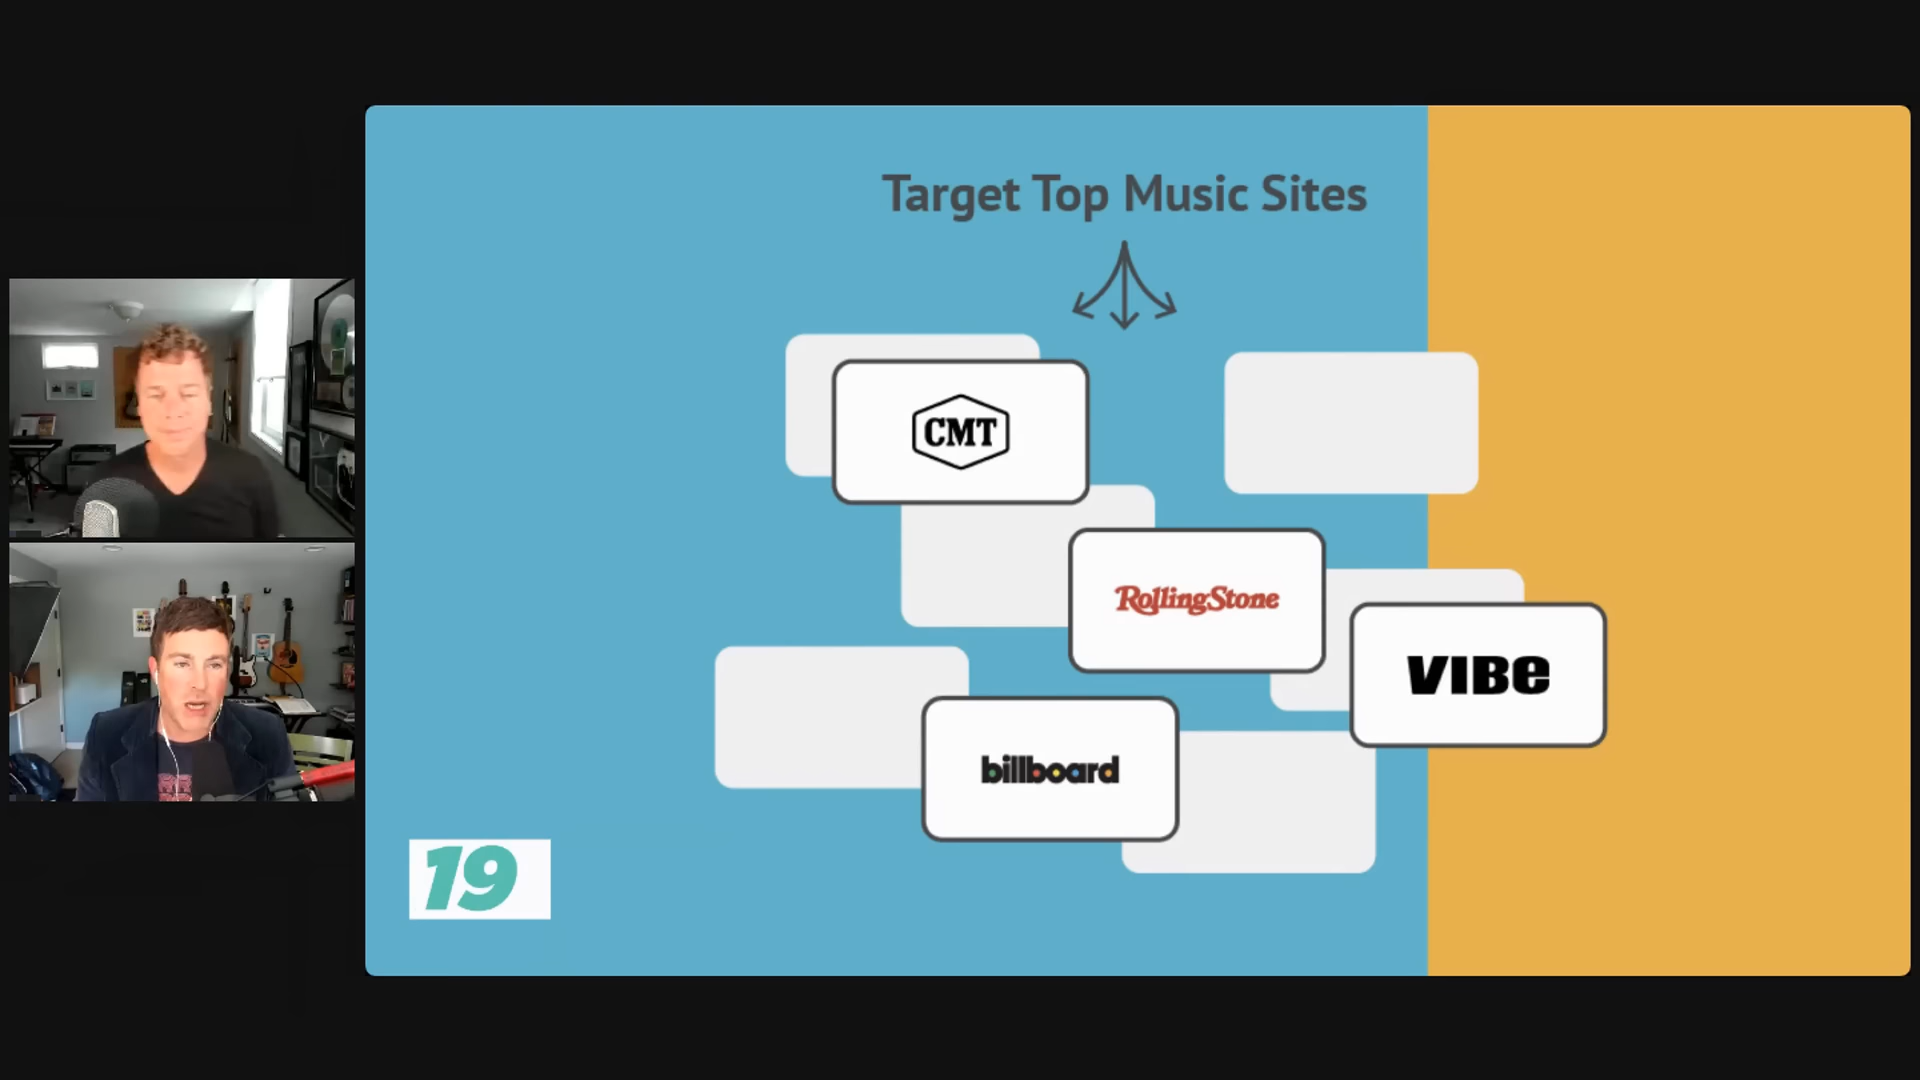 Target Top Music Sites
CMT
RollingStone
VIBe
billboard
19